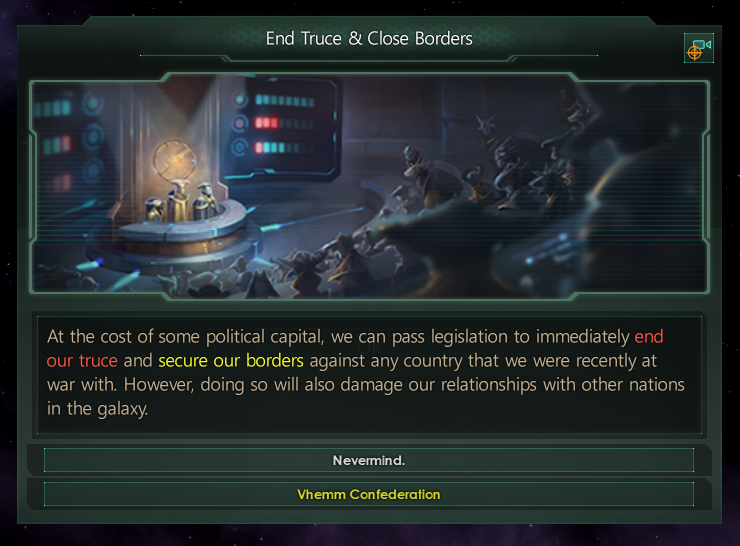 End Truce & Close Borders
At the cost of some political capital, we can pass legislation to immediately end
our truce and secure our borders against any country that we were recently at
war with. However, doing so will also damage our relationships with other nations
in the galaxy.
Nevermind.
Vhemm Confederation